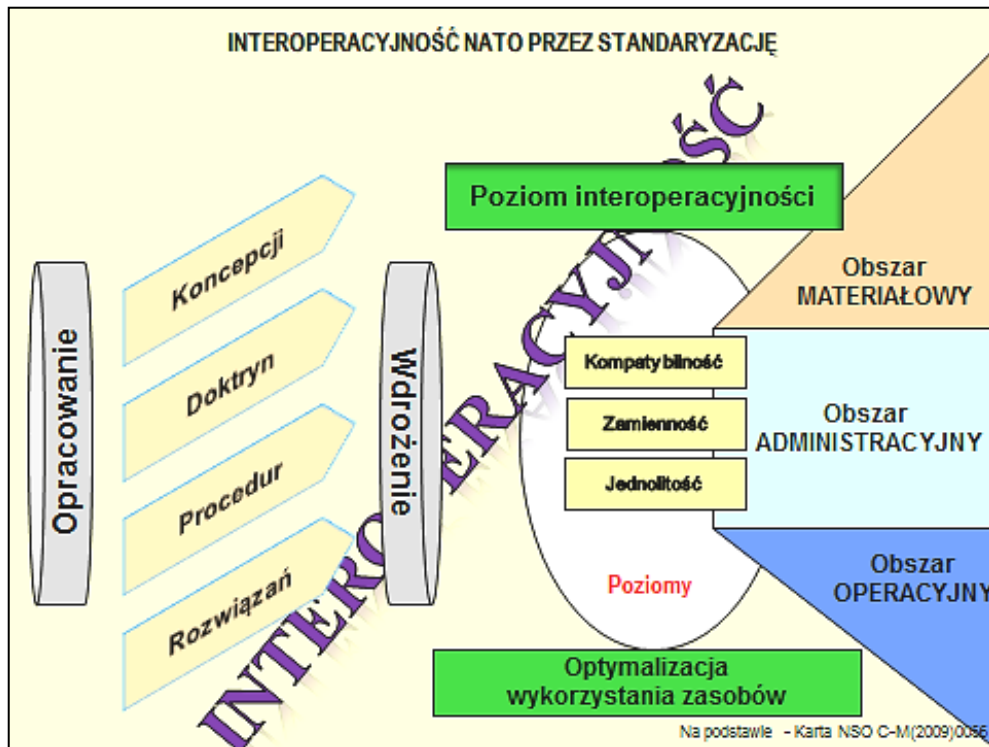 INTEROPERACYJNOŚĆ NATO PRZEZ STANDARYZACJĘ
INTEROPERACYJNOŚĆ
Opracowanie
Koncepcji
Doktryn
Procedur
Rozwiązań
Wdrożenie
Poziom interoperacyjności
Kompatybilność
Zamienność
Jednolitość
Poziomy
Optymalizacja
wykorzystania zasobów
Obszar
MATERIAŁOWY
Obszar
ADMINISTRACYJNY
Obszar
OPERACYJNY
Na podstawie - Karta NSO C-M(2009)0056